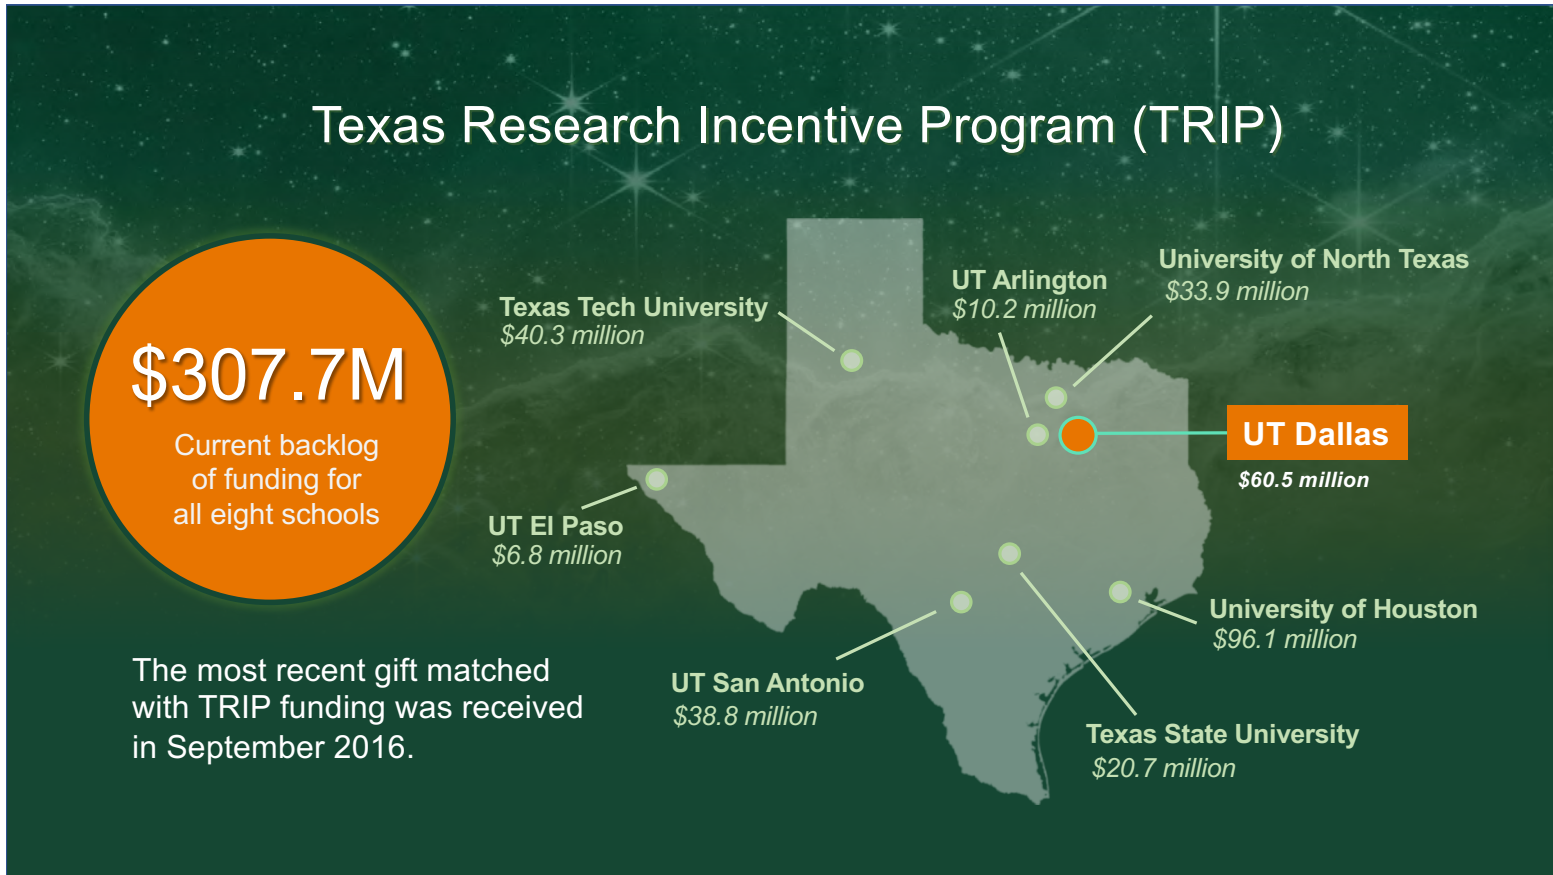 Texas Research Incentive Program (TRIP)
$307.7M
Current backlog
of funding for
all eight schools
The most recent gift matched
with TRIP funding was received
in September 2016.
Texas Tech University
$40.3 million
UT Arlington
$10.2 million
University of North Texas
$33.9 million
UT Dallas
$60.5 million
UT El Paso
$6.8 million
University of Houston
$96.1 million
UT San Antonio
$38.8 million
Texas State University
$20.7 million